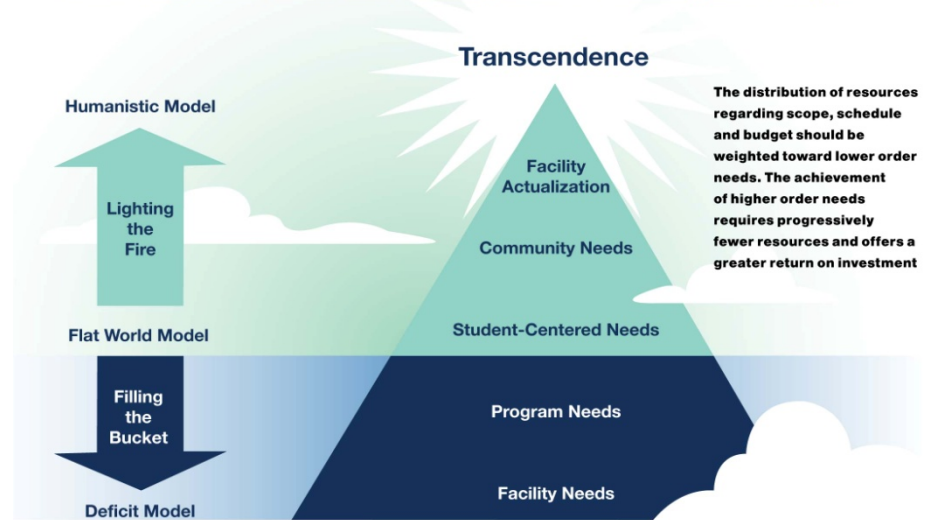 Transcendence
Humanistic Model
Lighting
the
Fire
Flat World Model
Filling
the
Bucket
Deficit Model
Facility
Actualization
Community Needs
Student-Centered Needs
Program Needs
Facility Needs
The distribution of resources
regarding scope, schedule
and budget should be
weighted toward lower order
needs. The achievement
of higher order needs
requires progressively
fewer resources and offers a
greater return on investment